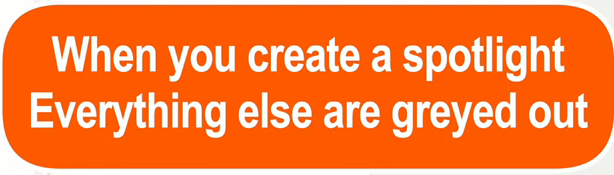 When you create a spotlight
Everything else are greyed out